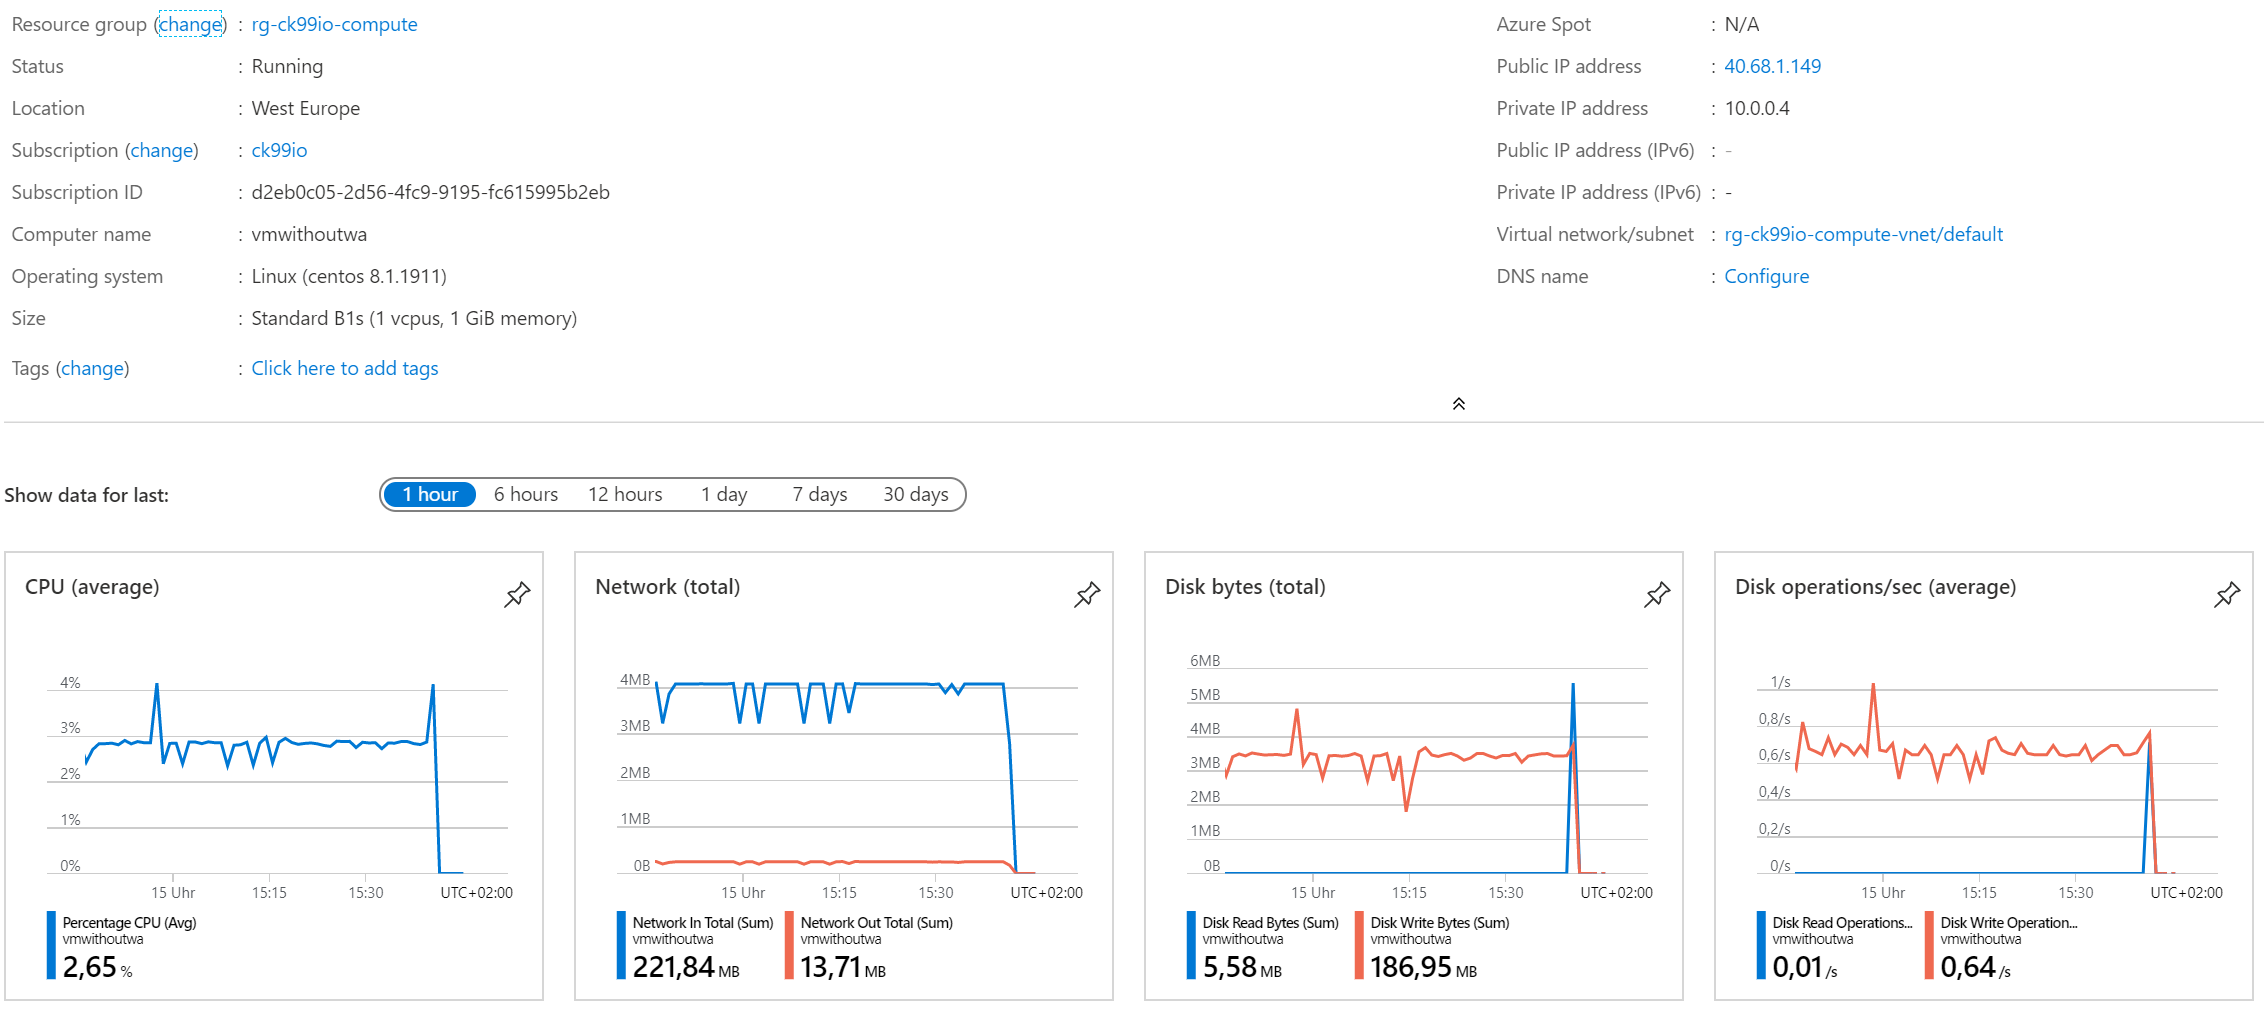 Resource group (change) : rg-ck99io-compute
Status : Running
Location : West Europe
Subscription (change) : ck99io
Subscription ID : d2eb0c05-2d56-4fc9-9195-fc615995b2eb
Computer name : vmwithoutwa
Operating system : Linux (centos 8.1.1911)
Size : Standard B1s (1 vcpus, 1 GiB memory)
Tags (change) : Click here to add tags
Azure Spot : N/A
Public IP address : 40.68.1.149
Private IP address : 10.0.0.4
Public IP address (IPv6) : -
Private IP address (IPv6) : -
Virtual network/subnet : rg-ck99io-compute-vnet/default
DNS name : Configure
Show data for last: 1 hour 6 hours 12 hours 1 day 7 days 30 days
CPU (average)
4%
3%
2%
1%
0%
15 Uhr 15:15 15:30 UTC+02:00
Percentage CPU (Avg)
vmwithoutwa
2,65 %
Network (total)
4MB
3MB
2MB
1MB
0B
15 Uhr 15:15 15:30 UTC+02:00
Network In Total (Sum) Network Out Total (Sum)
vmwithoutwa vmwithoutwa
221,84 MB 13,71 MB
Disk bytes (total)
6MB
5MB
4MB
3MB
2MB
1MB
0B
15 Uhr 15:15 15:30 UTC+02:00
Disk Read Bytes (Sum) Disk Write Bytes (Sum)
vmwithoutwa vmwithoutwa
5,58 MB 186,95 MB
Disk operations/sec (average)
1/s
0,8/s
0,6/s
0,4/s
0,2/s
0/s
15 Uhr 15:15 15:30 UTC+02:00
Disk Read Operations... Disk Write Operation...
vmwithoutwa vmwithoutwa
0,01 /s 0,64 /s